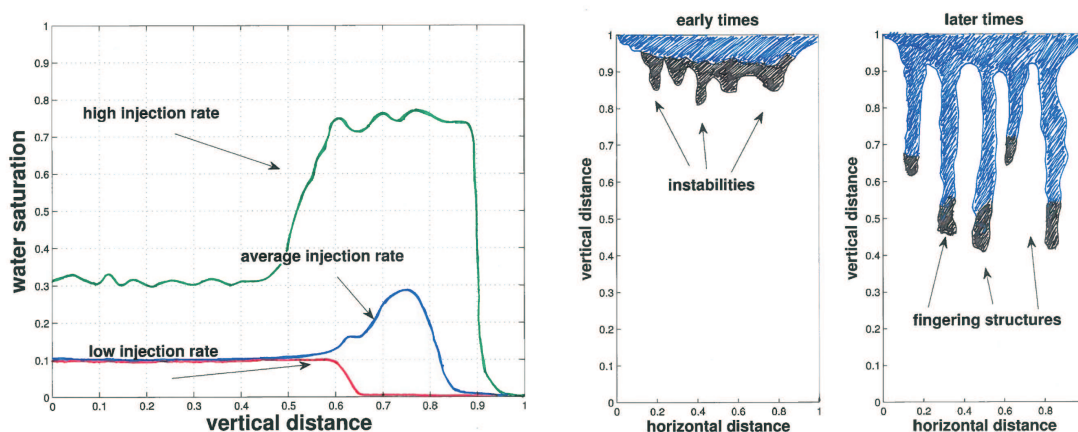 water saturation
1
0.9
0.8
0.7
0.6
0.5
0.4
0.3
0.2
0.1
0
high injection rate
average injection rate
low injection rate
0 0.1 0.2 0.3 0.4 0.5 0.6 0.7 0.8 0.9 1
vertical distance
early times
vertical distance
1
0.9
0.8
0.7
0.6
0.5
0.4
0.3
0.2
0.1
0
instabilities
0 0.2 0.4 0.6 0.8 1
horizontal distance
later times
vertical distance
1
0.9
0.8
0.7
0.6
0.5
0.4
0.3
0.2
0.1
0
fingering structures
0 0.2 0.4 0.6 0.8 1
horizontal distance